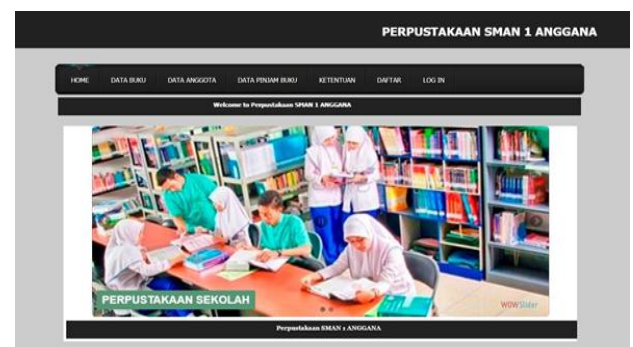 PERPUSTAKAAN SMAN 1 ANGGANA
HOME DATA BUKU DATA ANGGOTA DATA PINJAM BUKU KETENTUAN DAFTAR LOG IN
Welcome to Perpustakaan SMAN 1 ANGGANA
PERPUSTAKAAN SEKOLAH
WOWSlider
Perpustakaan SMAN 1 ANGGANA